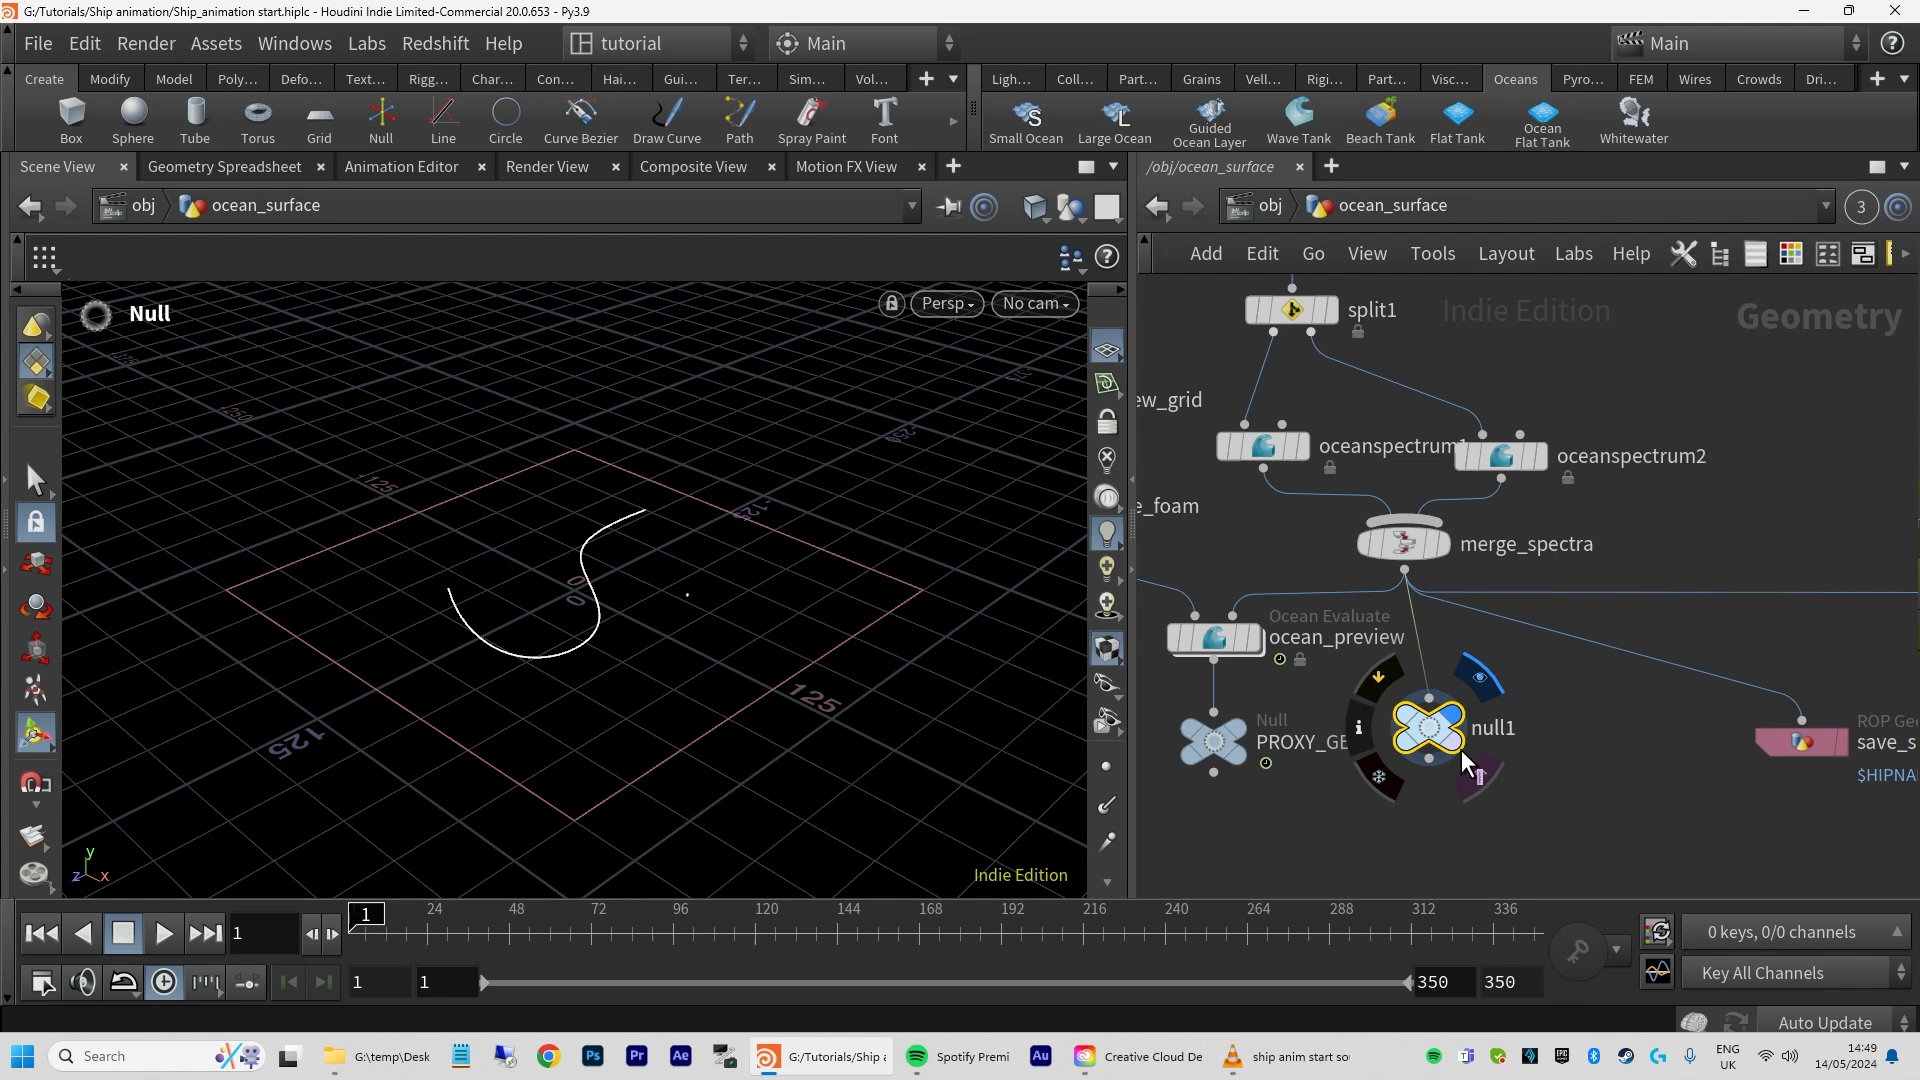 G:/Tutorials/Ship animation/Ship_animation start.hiplc - Houdini Indie Limited-Commercial 20.0.653 - Py3.9
File Edit Render Assets Windows Labs Redshift Help tutorial Main Main
Create Modify Model Poly... Defo... Text... Rigg... Char... Con... Hai... Gui... Ter... Sim... Vol... Ligh... Coll... Part... Grains Vell... Rigi... Part... Visc... Oceans Pyro... FEM Wires Crowds Dri...
Box Sphere Tube Torus Grid Null Line Circle Curve Bezier Draw Curve Path Spray Paint Font Small Ocean Large Ocean Guided Ocean Layer Wave Tank Beach Tank Flat Tank Ocean Flat Tank Whitewater
Scene View Geometry Spreadsheet Animation Editor Render View Composite View Motion FX View /obj/ocean_surface
obj ocean_surface obj ocean_surface 3
Add Edit Go View Tools Layout Labs Help
Null Persp No cam
split1 Indie Edition Geometry
ew_grid
oceanspectrum1
oceanspectrum2
e_foam
merge_spectra
Ocean Evaluate
ocean_preview
Null
PROXY_GE
null1
ROP Ge
save_s
$HIPNA
125
125
125
250
0
0
Indie Edition
z y x
1 24 48 72 96 120 144 168 192 216 240 264 288 312 336
1
0 keys, 0/0 channels
1 1 350 350 Key All Channels
Auto Update
Search G:\temp\Desk G:/Tutorials/Ship a Spotify Premi Creative Cloud De ship anim start so ENG UK 14:49 14/05/2024